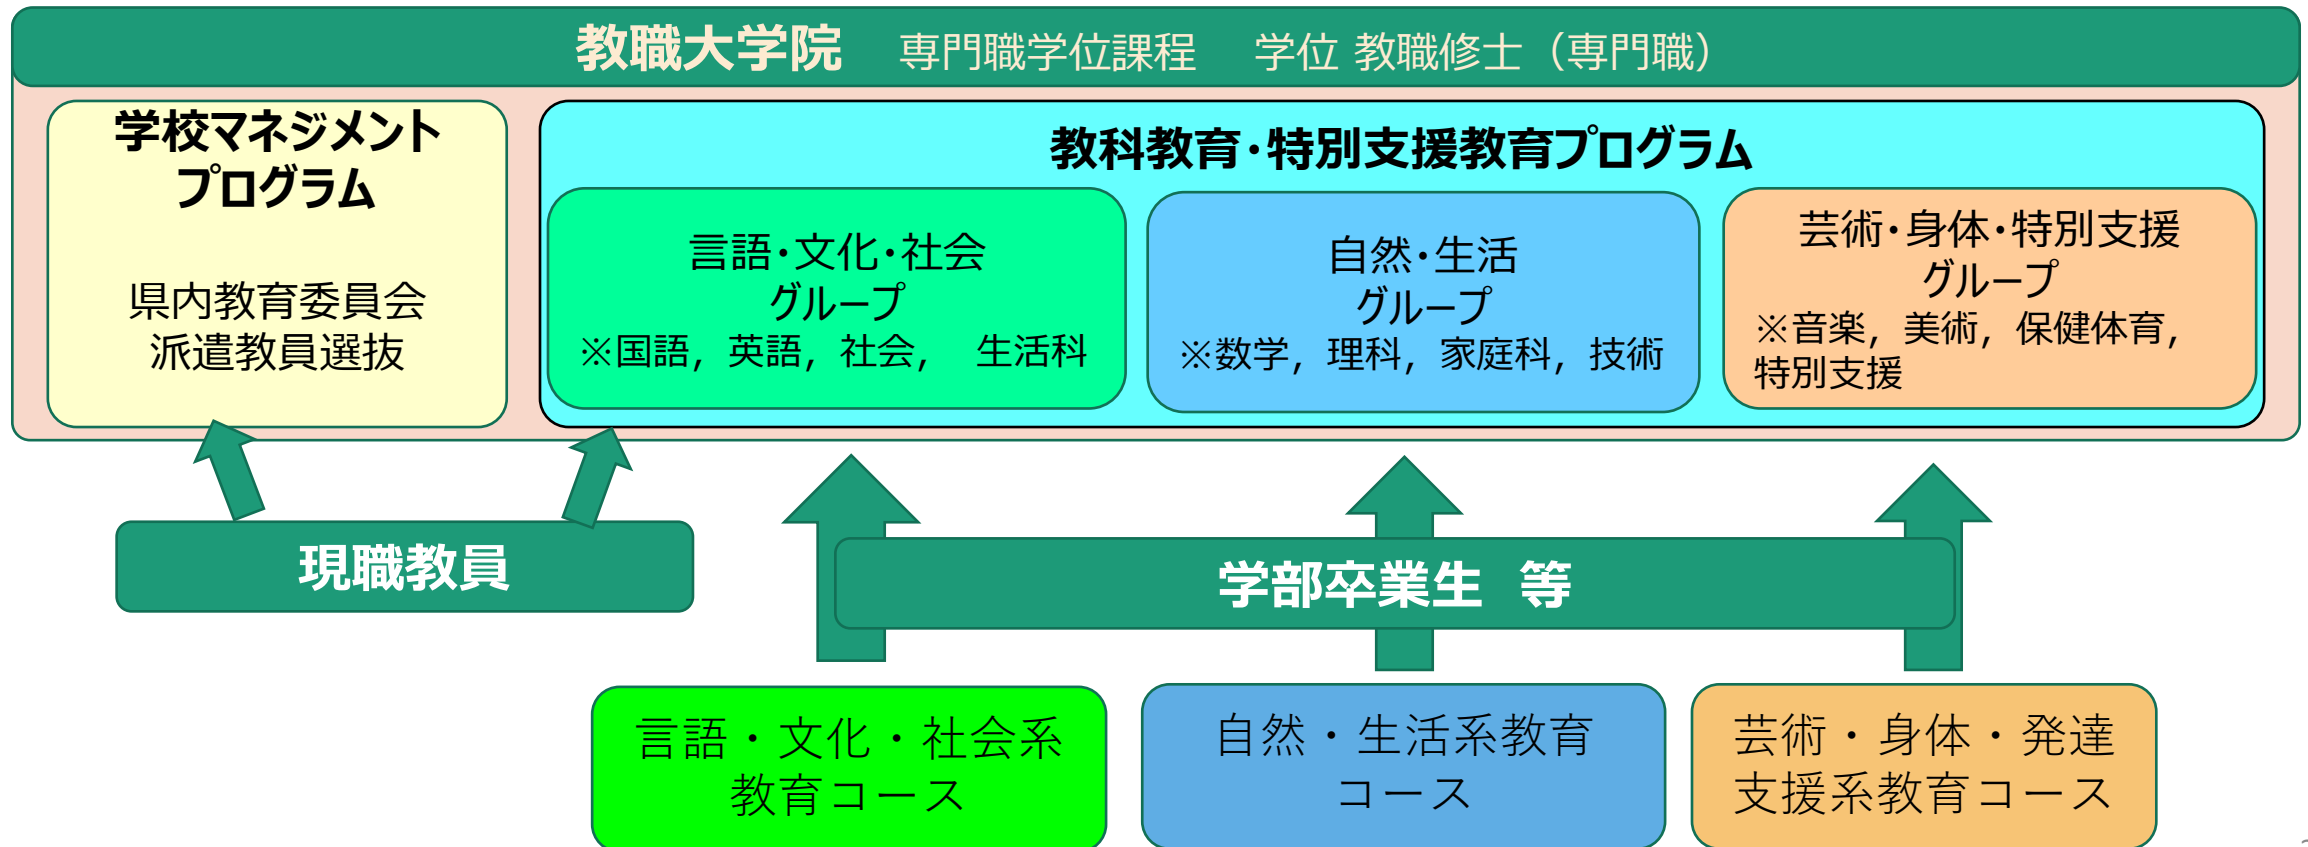 教職大学院　専門職学位課程　学位 教職修士（専門職）
学校マネジメント
プログラム
県内教育委員会
派遣教員選抜
教科教育・特別支援教育プログラム
言語・文化・社会
グループ
※国語，英語，社会，　生活科
自然・生活
グループ
※数学，理科，家庭科，技術
芸術・身体・特別支援
グループ
※音楽，美術，保健体育，
特別支援
現職教員
学部卒業生　等
言語・文化・社会系
教育コース
自然・生活系教育
コース
芸術・身体・発達
支援系教育コース